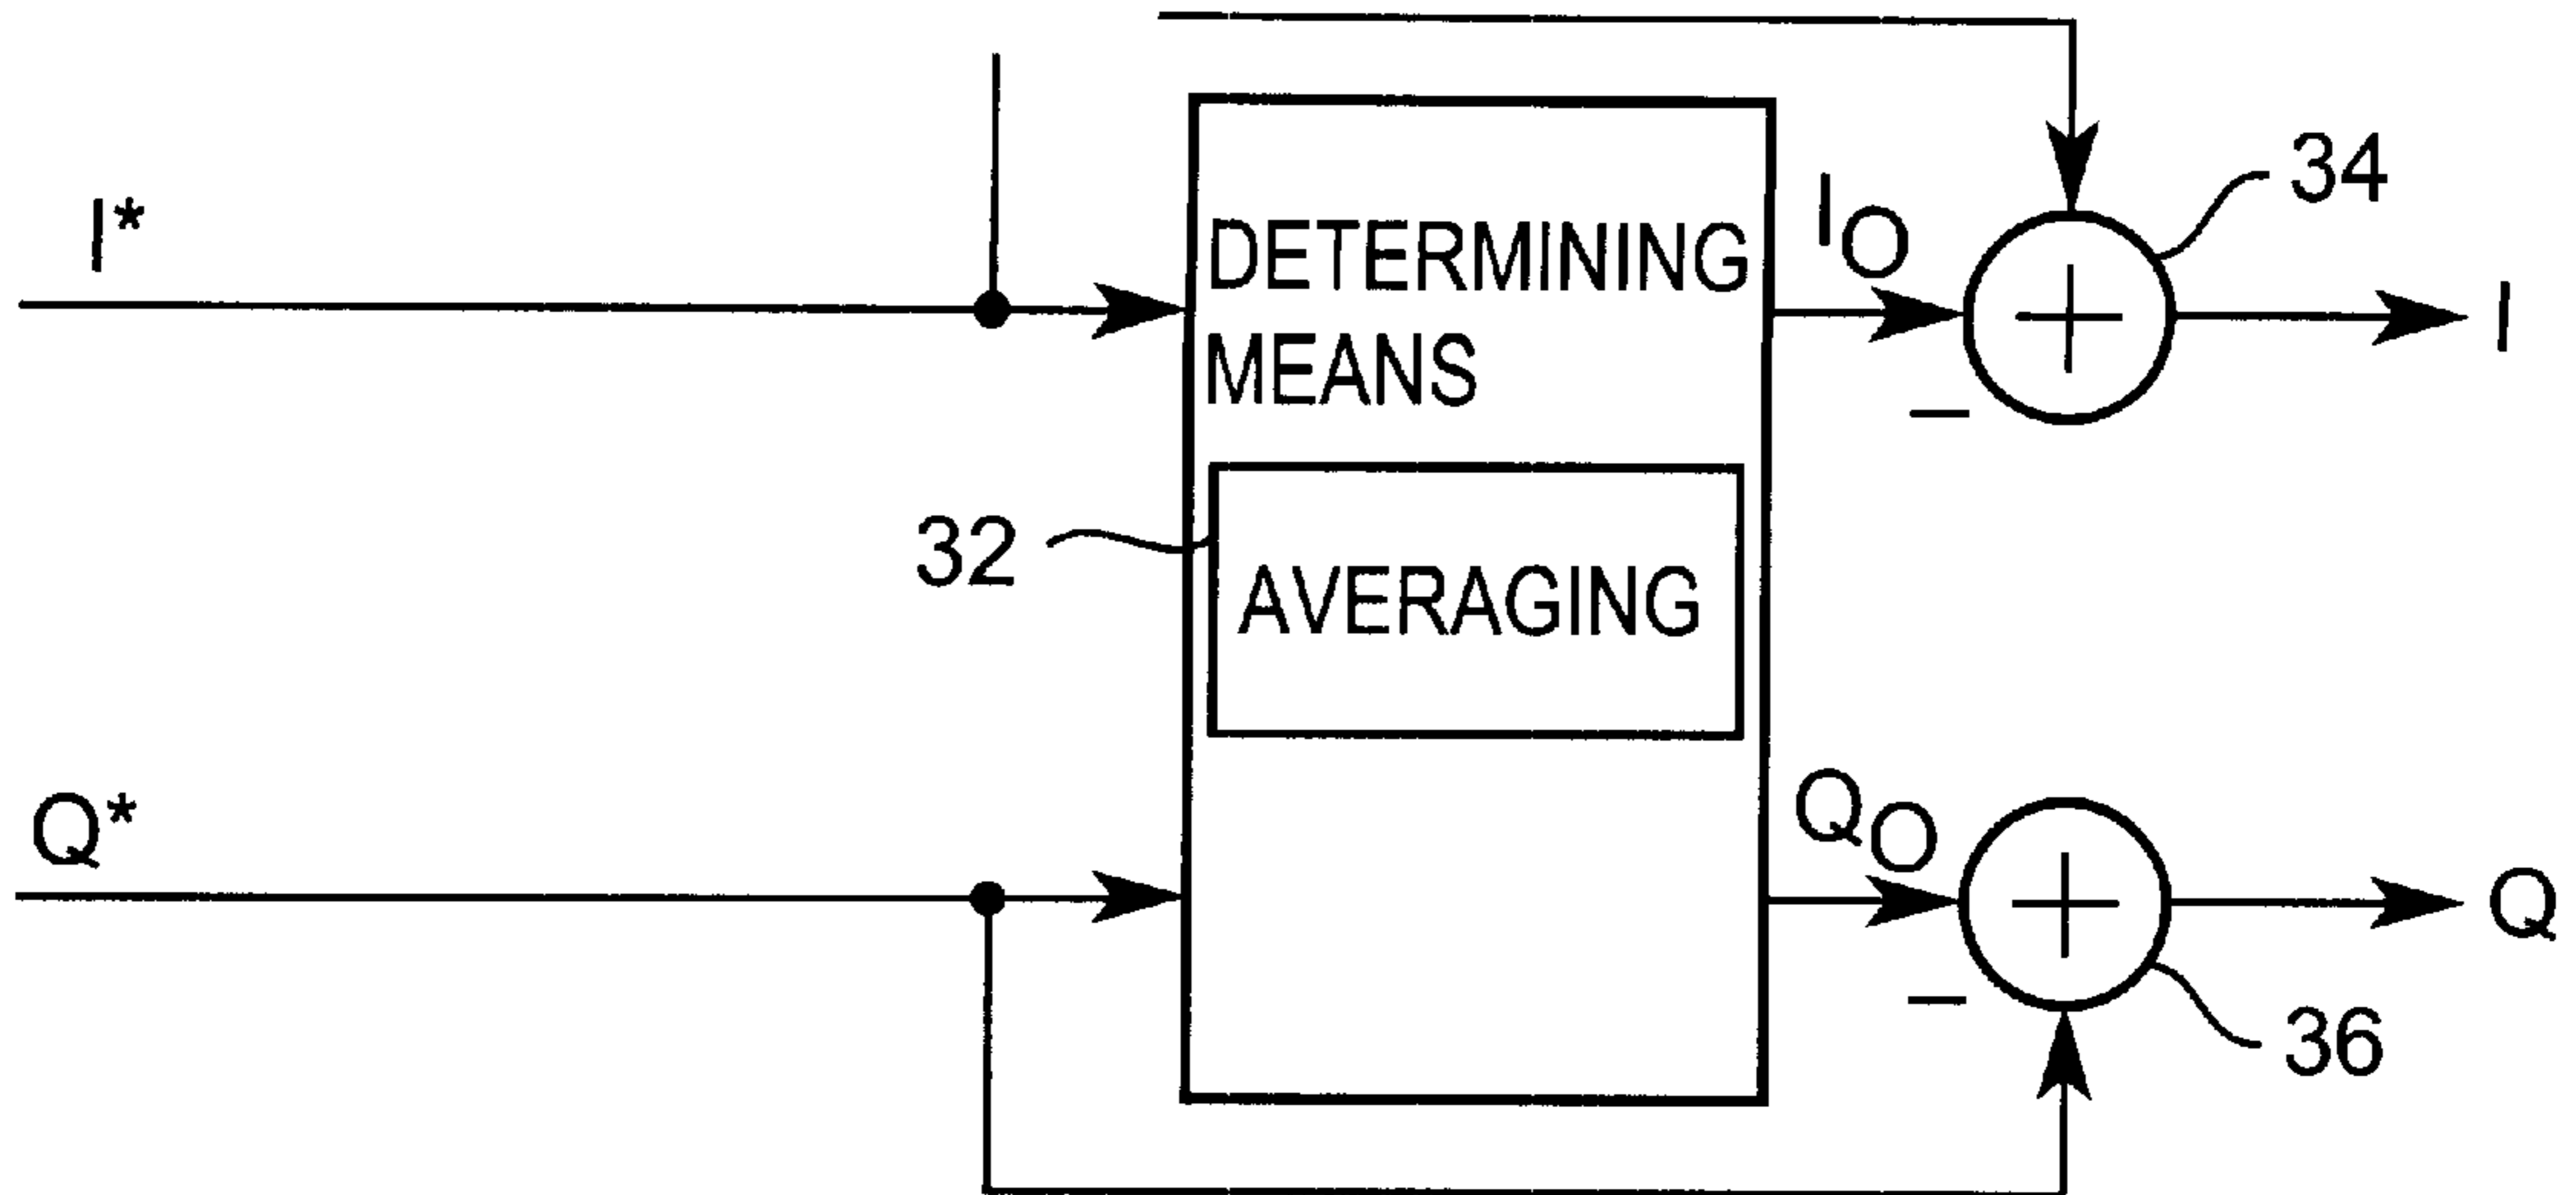 34
I*
I_O
DETERMINING
I
MEANS
−
32
AVERAGING
Q*
Q_O
Q
−
36